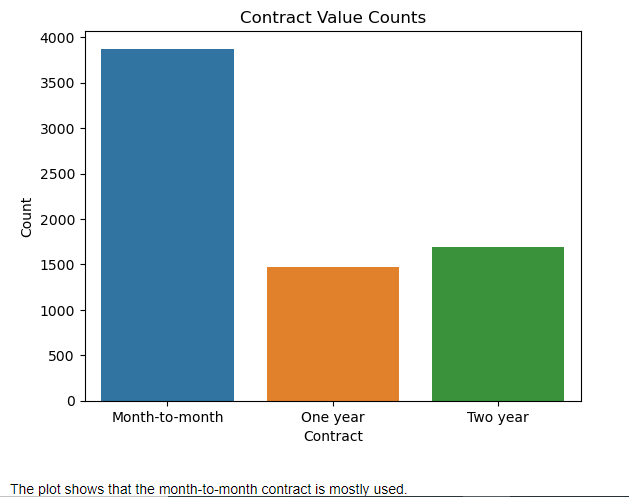 Contract Value Counts
4000
3500
3000
2500
2000
1500
1000
500
0
Count
Month-to-month One year Two year
Contract
The plot shows that the month-to-month contract is mostly used.